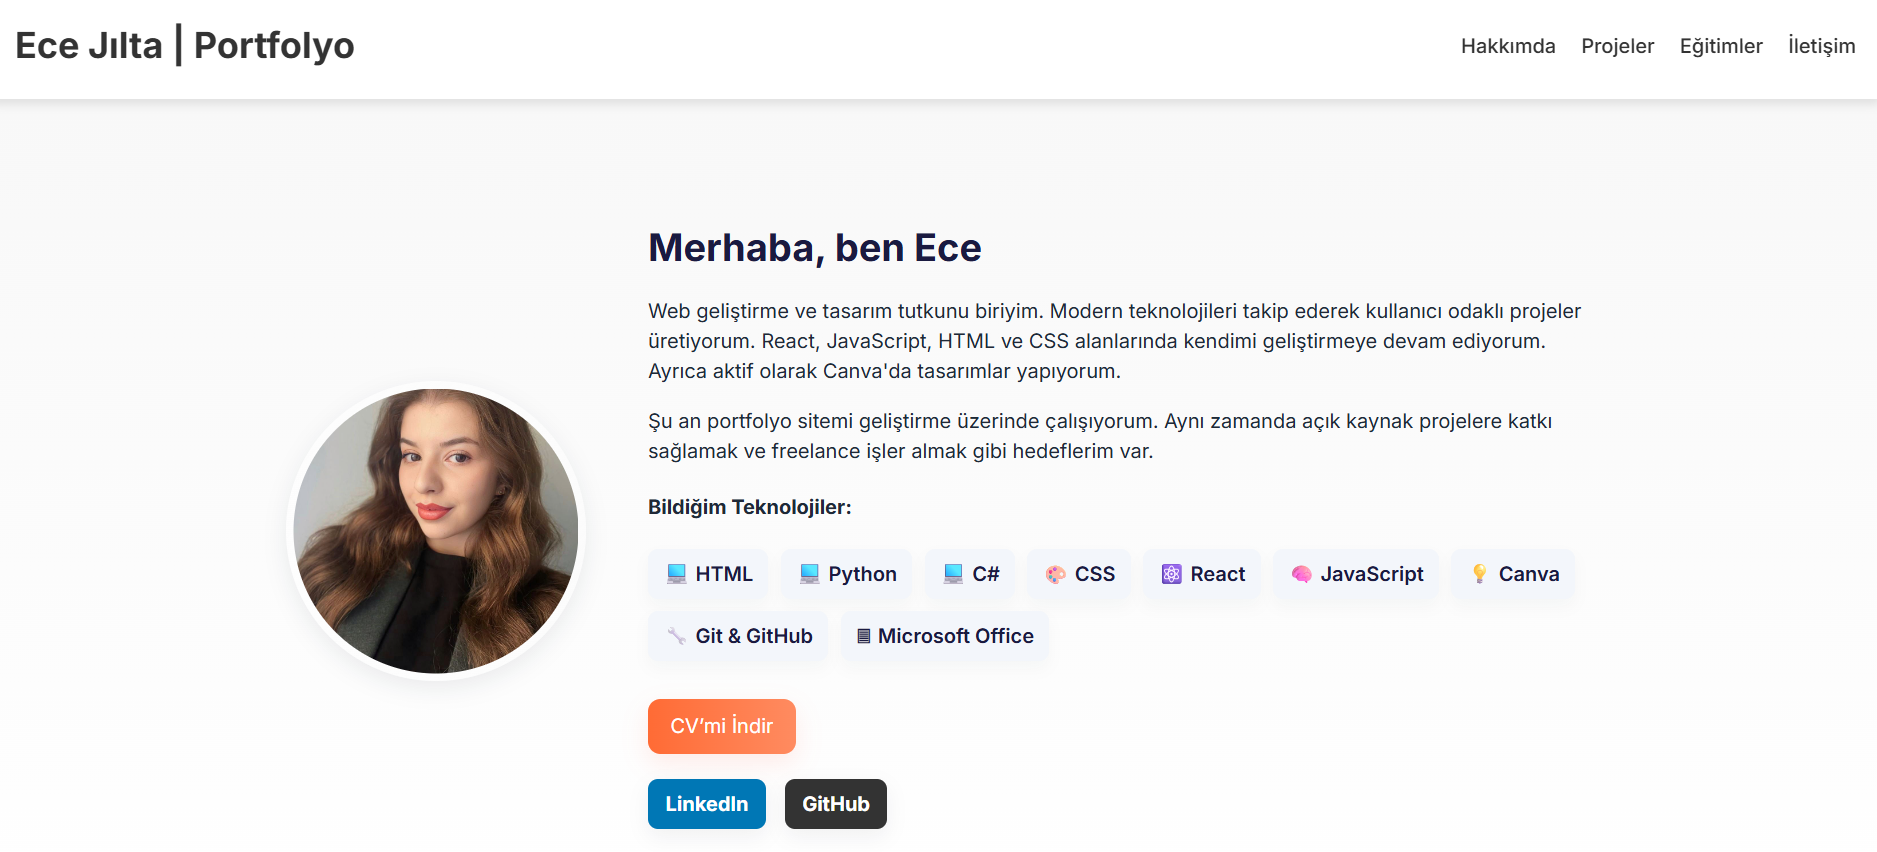 Ece Jılta | Portfolyo
Hakkımda Projeler Eğitimler İletişim
Merhaba, ben Ece
Web geliştirme ve tasarım tutkunu biriyim. Modern teknolojileri takip ederek kullanıcı odaklı projeler
üretiyorum. React, JavaScript, HTML ve CSS alanlarında kendimi geliştirmeye devam ediyorum.
Ayrıca aktif olarak Canva'da tasarımlar yapıyorum.
Şu an portfolyo sitemi geliştirme üzerinde çalışıyorum. Aynı zamanda açık kaynak projelere katkı
sağlamak ve freelance işler almak gibi hedeflerim var.
Bildiğim Teknolojiler:
HTML Python C# CSS React JavaScript Canva
Git & GitHub Microsoft Office
CV’mi İndir
LinkedIn GitHub